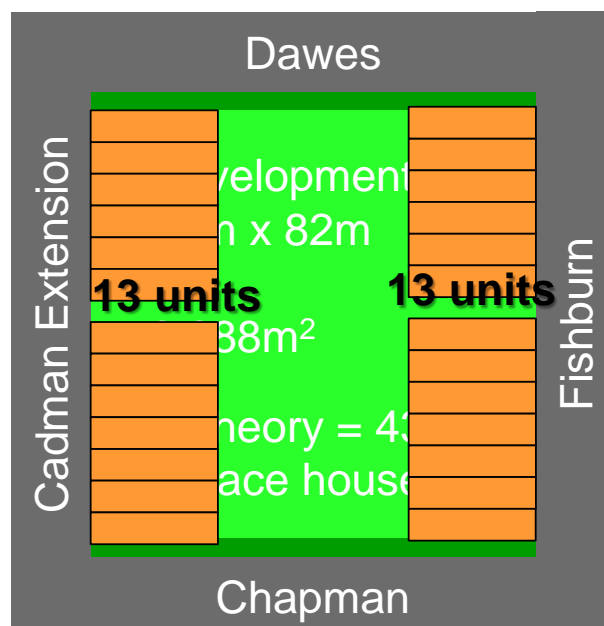 Dawes
Cadman Extension
velopment
x 82m
13 units
13 units
88m²
Fishburn
heory = 43
ace house
Chapman